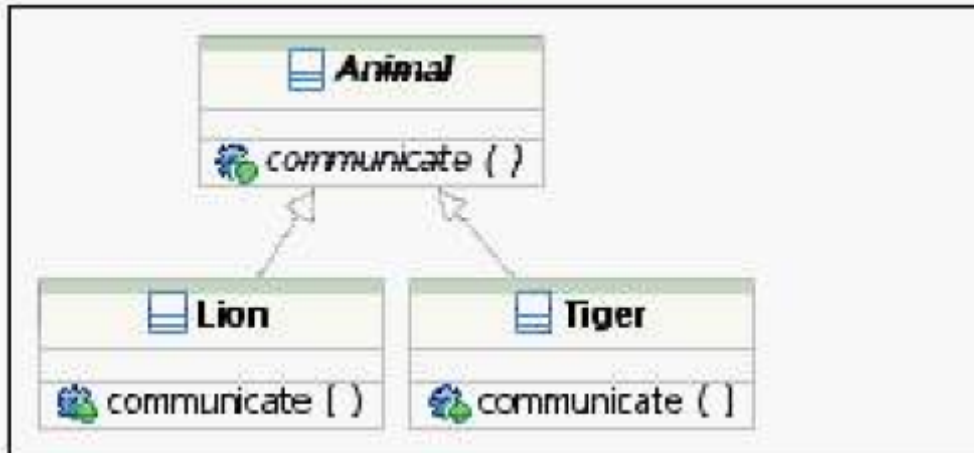 Animal
communicate ( )
Lion
Tiger
communicate [ )
communicate ( ]